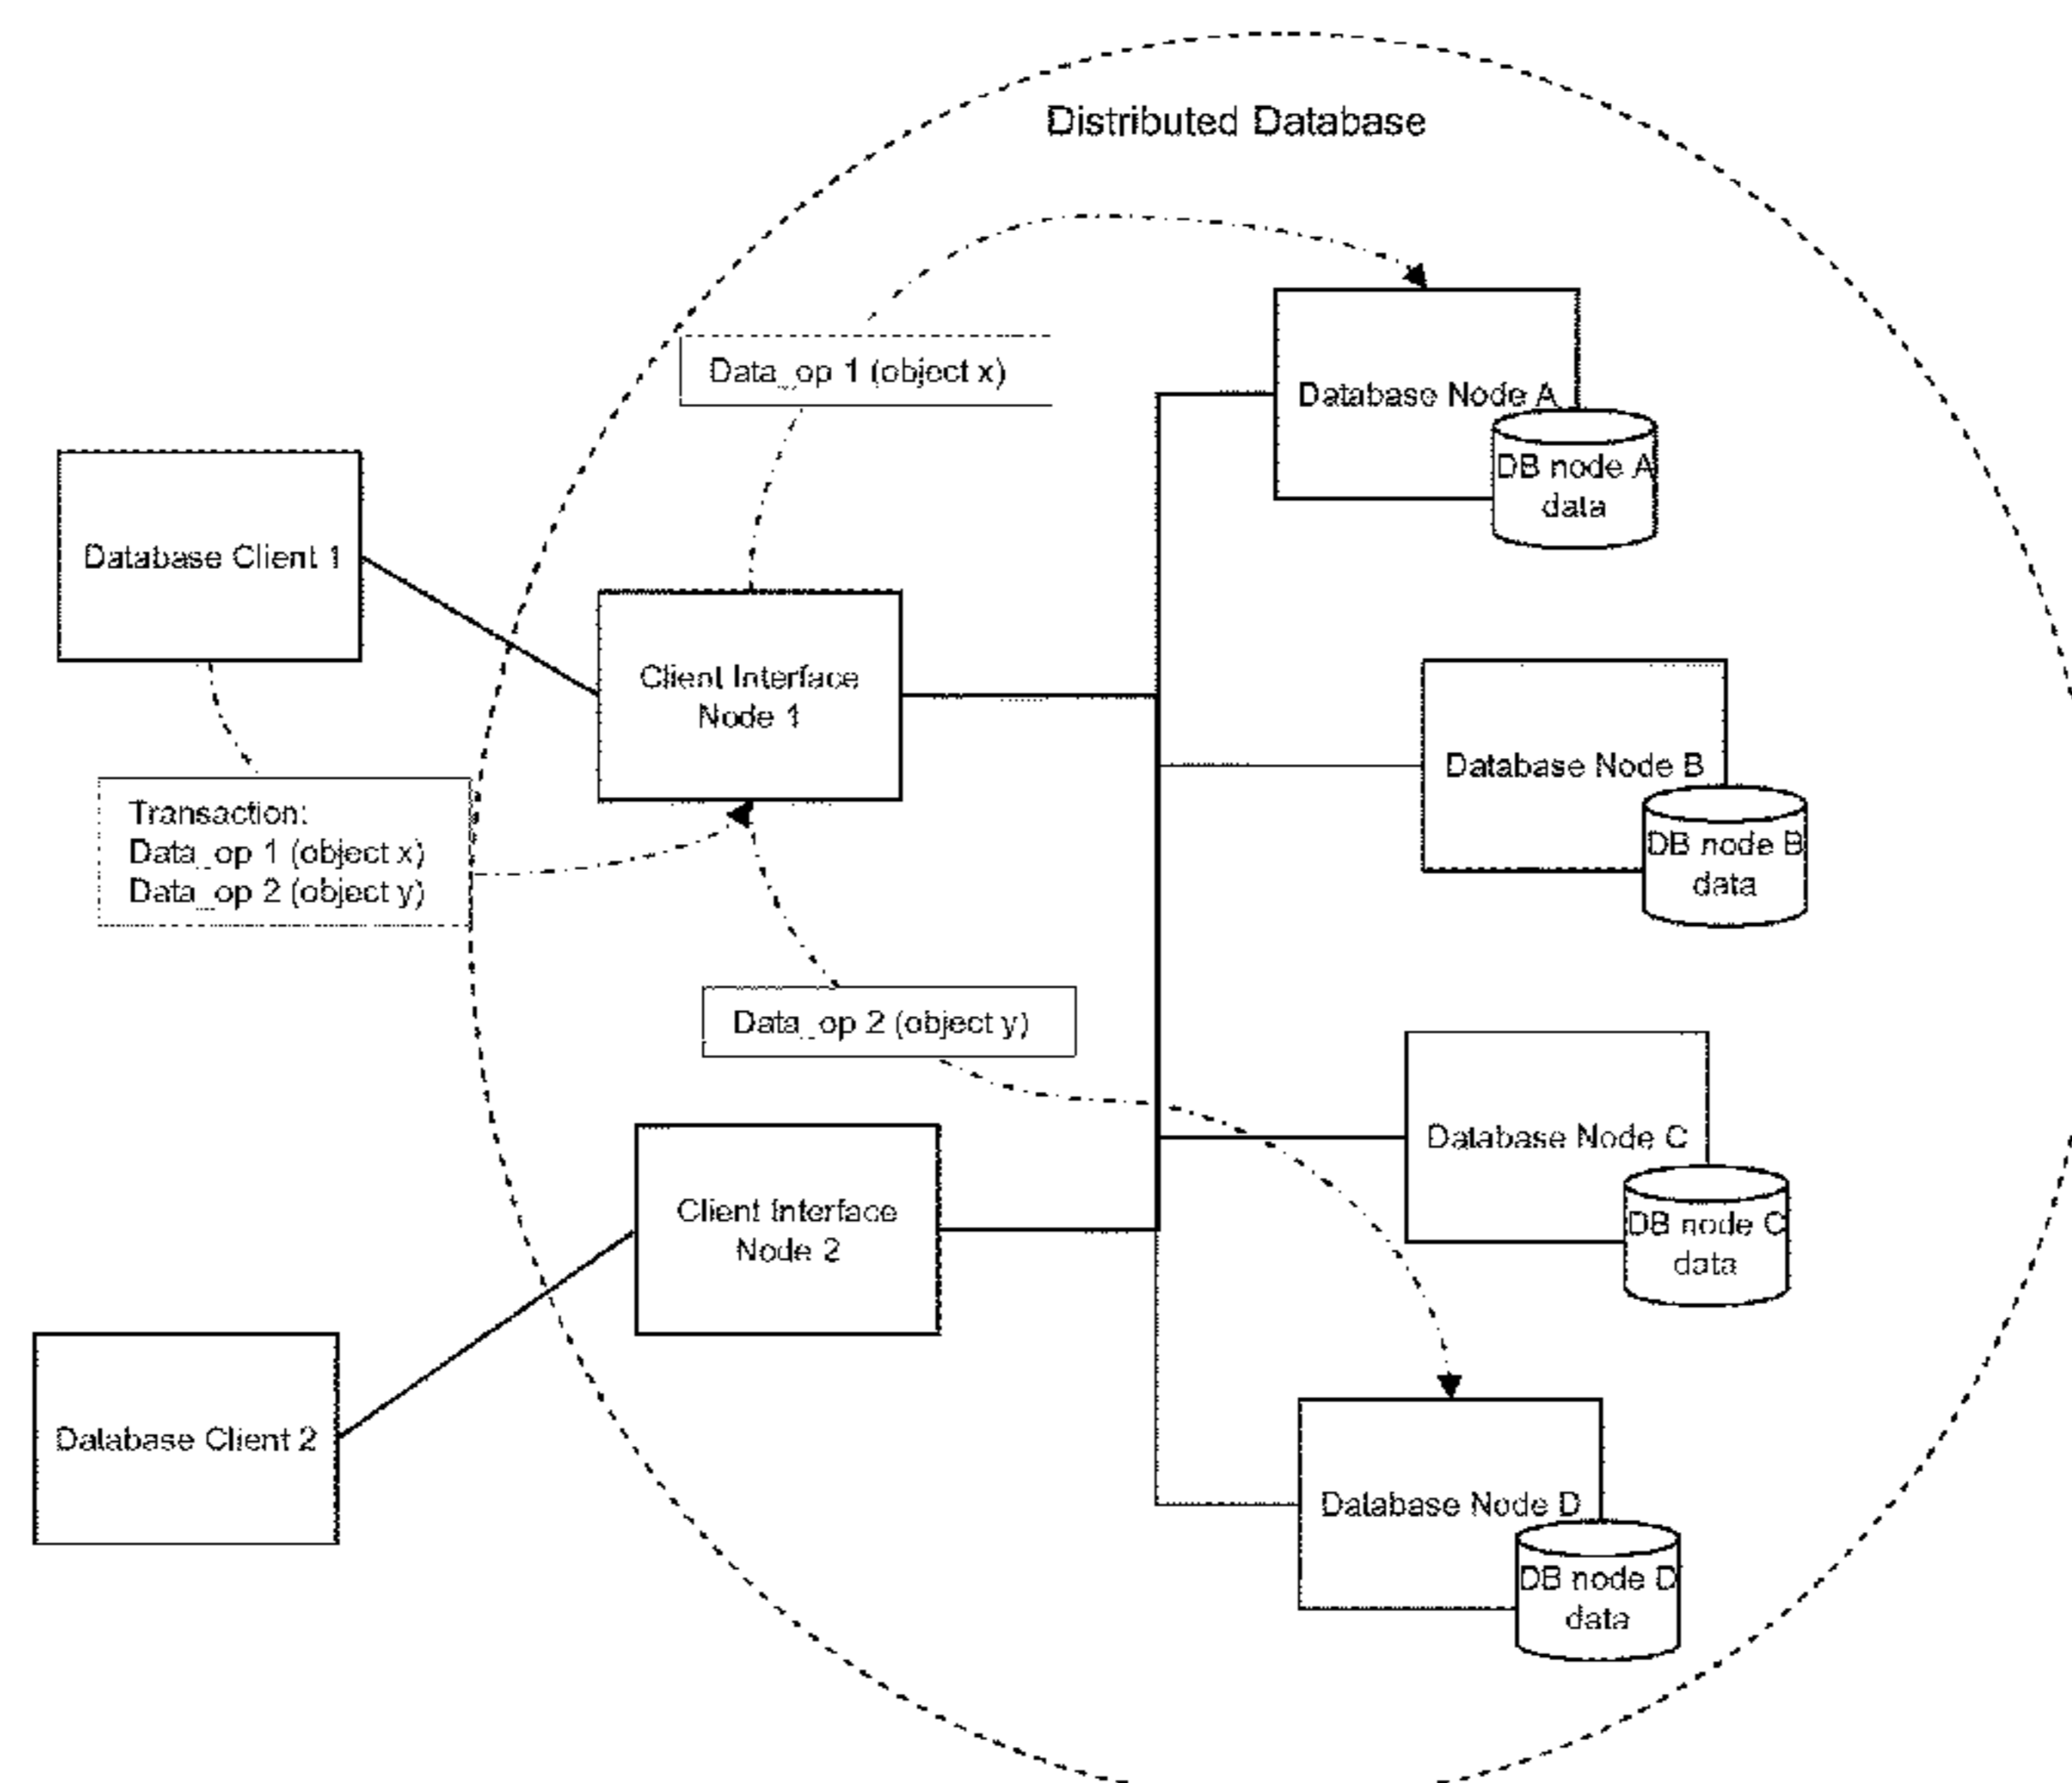 Distributed Database
Data_op 1 (object x)
Database Node A
DB node A
data
Database Client 1
Client Interface
Node 1
Database Node B
DB node B
data
Transaction:
Data_op 1 (object x)
Data_op 2 (object y)
Data_op 2 (object y)
Database Node C
DB node C
data
Client Interface
Node 2
Database Client 2
Database Node D
DB node D
data